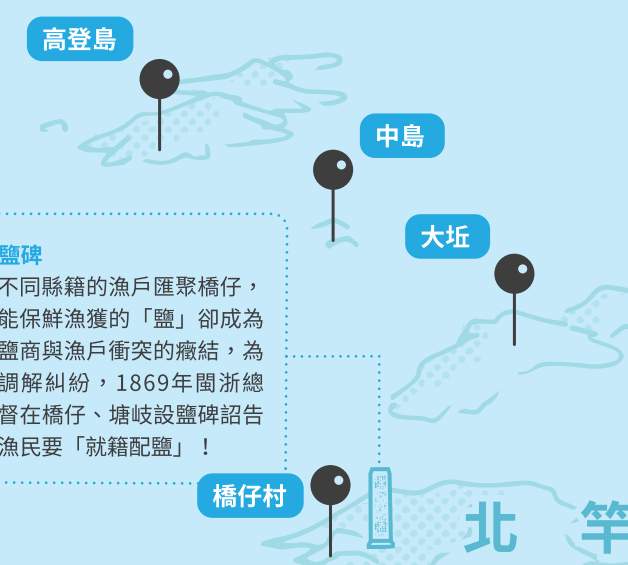 高登島
中島
大坵
鹽碑
不同縣籍的漁戶匯聚橋仔，
能保鮮漁獲的「鹽」卻成為
鹽商與漁戶衝突的癥結，為
調解糾紛，1869年閩浙總
督在橋仔、塘岐設鹽碑詔告
漁民要「就籍配鹽」！
橋仔村
北竿